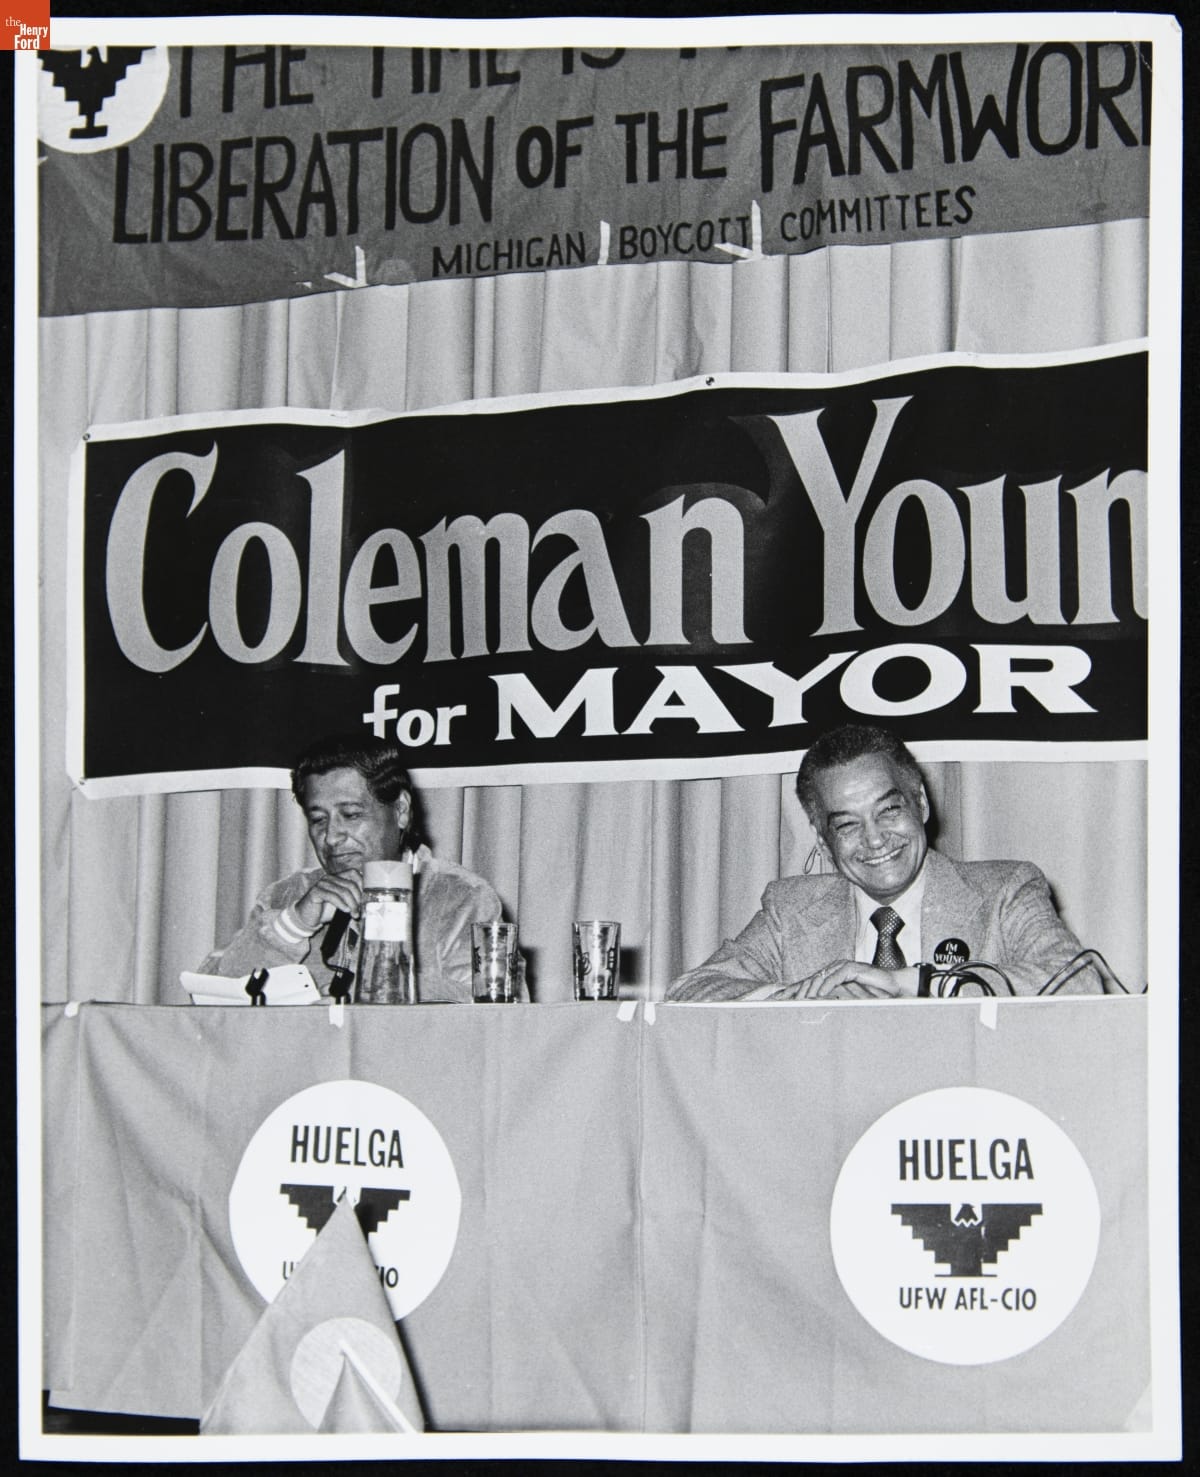 the
Henry
Ford
THE TIME IS
LIBERATION OF THE FARMWOR
MICHIGAN BOYCOTT COMMITTEES
Coleman Youn
for MAYOR
I'M
YOUNG
HUELGA
HUELGA
UFW AFL-CIO